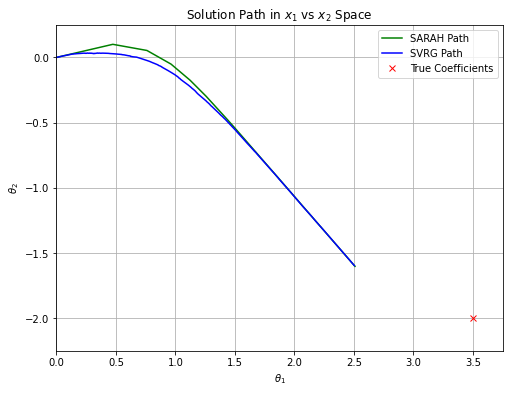 Solution Path in x₁ vs x₂ Space
SARAH Path
SVRG Path
True Coefficients
0.0
−0.5
−1.0
−1.5
−2.0
θ₂
0.0 0.5 1.0 1.5 2.0 2.5 3.0 3.5
θ₁